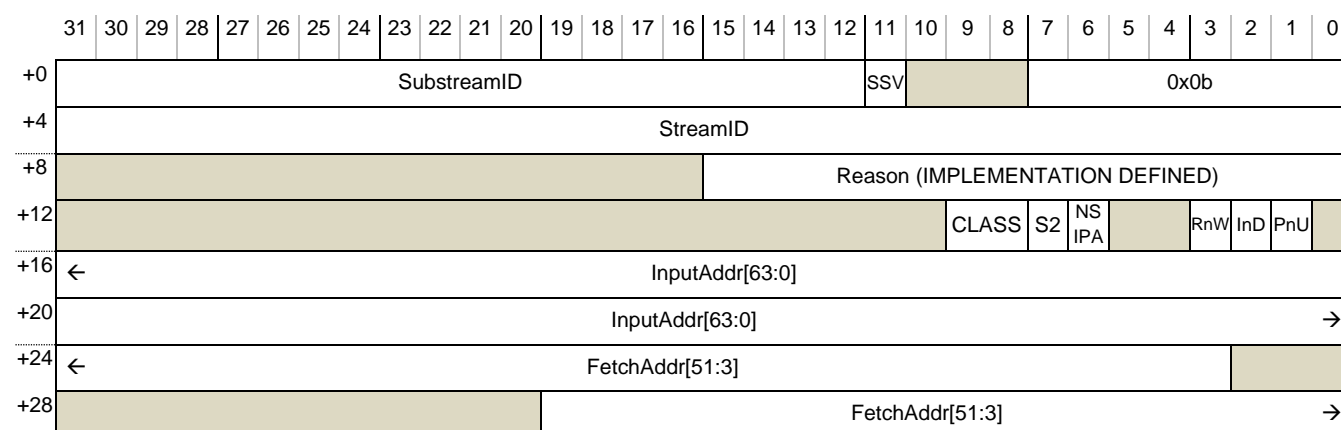 31 30 29 28 27 26 25 24 23 22 21 20 19 18 17 16 15 14 13 12 11 10 9 8 7 6 5 4 3 2 1 0
+0 SubstreamID SSV 0x0b
+4 StreamID
+8 Reason (IMPLEMENTATION DEFINED)
+12 CLASS S2 NS IPA RnW InD PnU
+16 ← InputAddr[63:0]
+20 InputAddr[63:0] →
+24 ← FetchAddr[51:3]
+28 FetchAddr[51:3] →